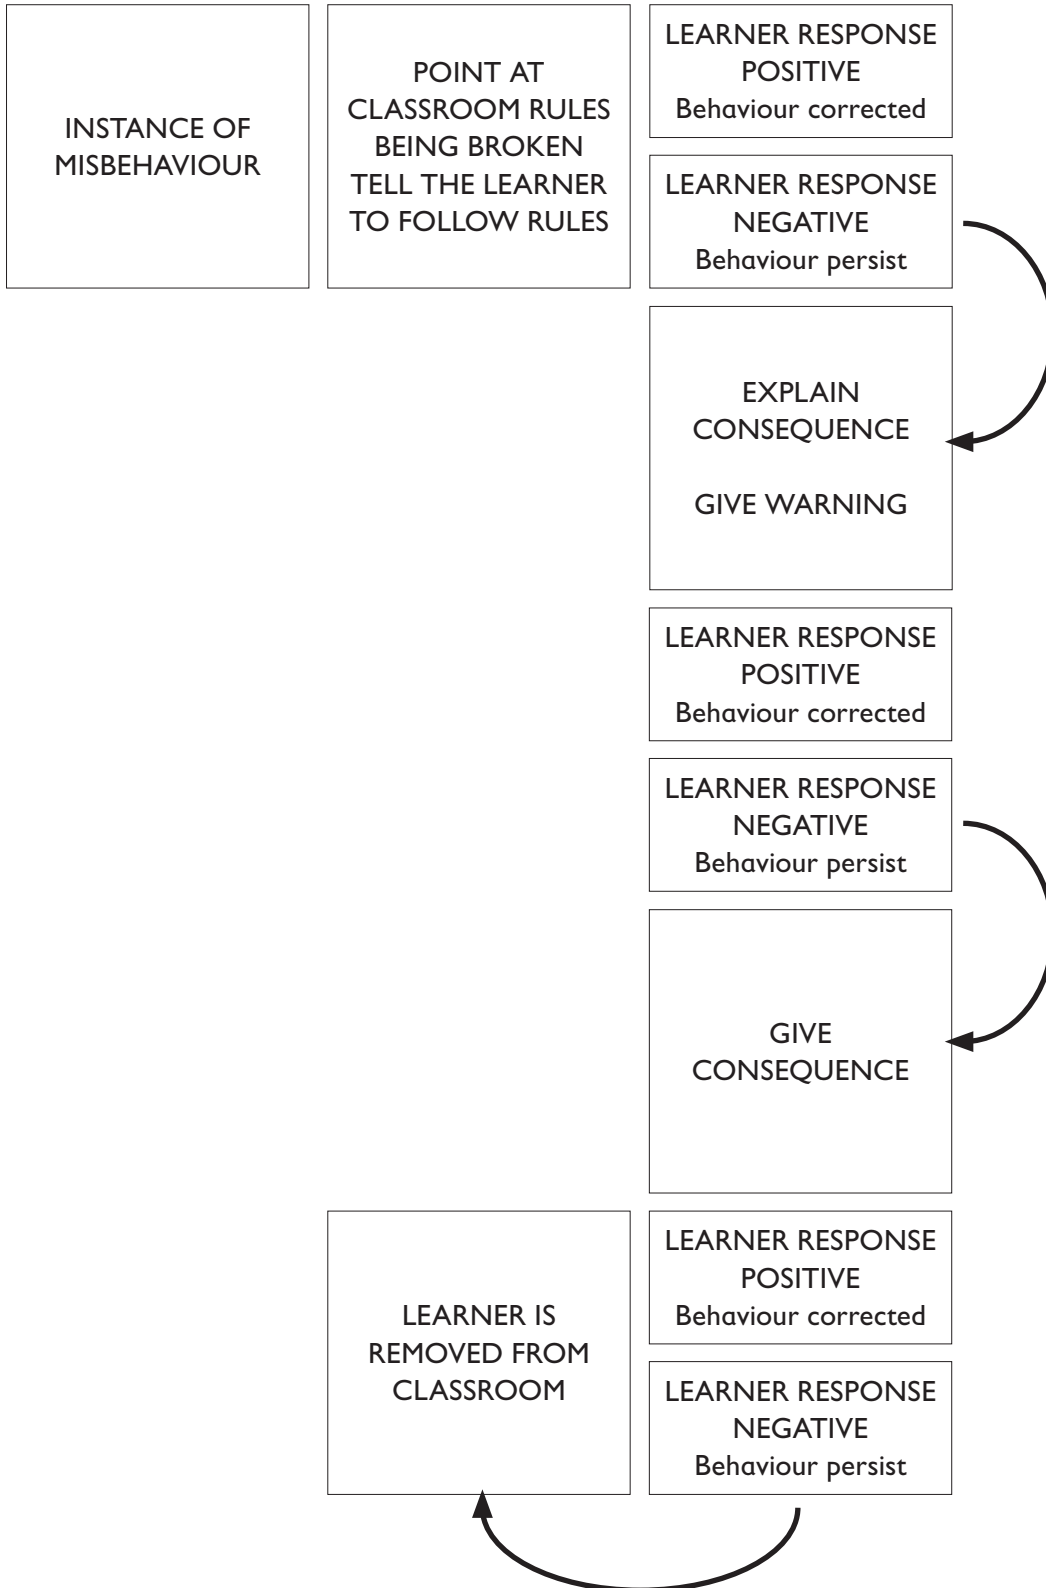 INSTANCE OF
MISBEHAVIOUR
POINT AT
CLASSROOM RULES
BEING BROKEN
TELL THE LEARNER
TO FOLLOW RULES
LEARNER RESPONSE
POSITIVE
Behaviour corrected
LEARNER RESPONSE
NEGATIVE
Behaviour persist
EXPLAIN
CONSEQUENCE
GIVE WARNING
LEARNER RESPONSE
POSITIVE
Behaviour corrected
LEARNER RESPONSE
NEGATIVE
Behaviour persist
GIVE
CONSEQUENCE
LEARNER RESPONSE
POSITIVE
Behaviour corrected
LEARNER RESPONSE
NEGATIVE
Behaviour persist
LEARNER IS
REMOVED FROM
CLASSROOM